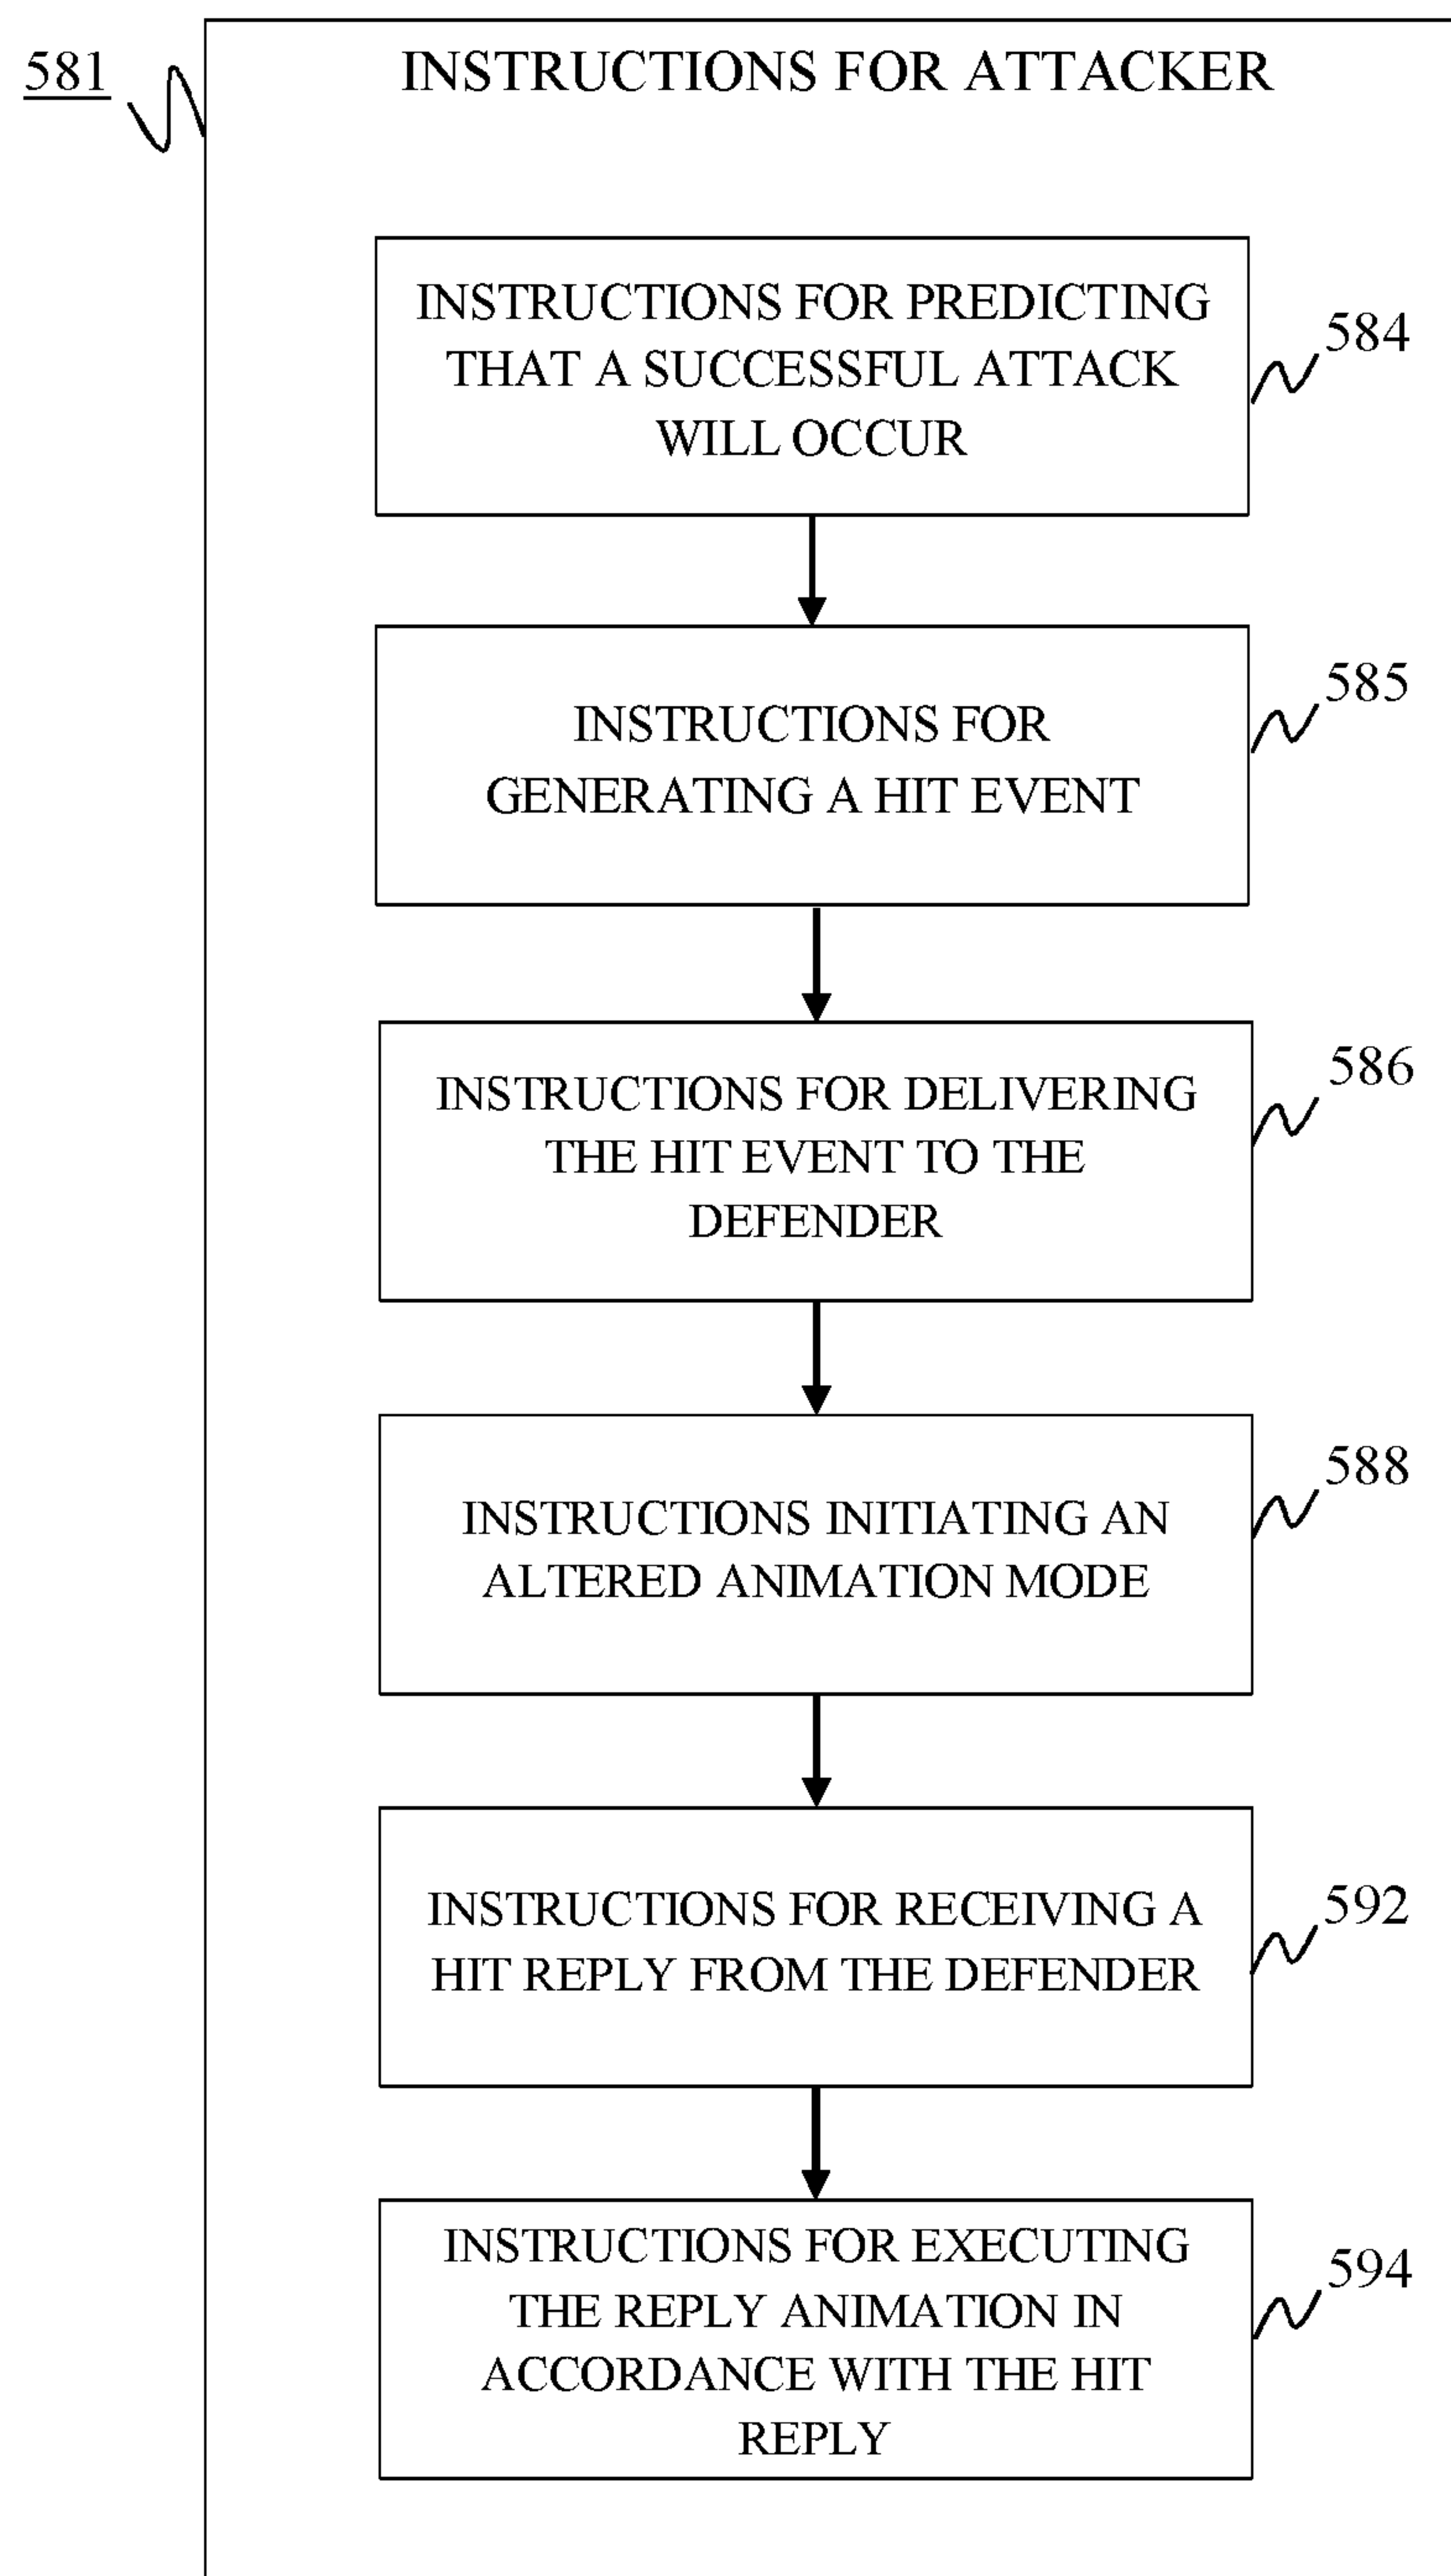 581
INSTRUCTIONS FOR ATTACKER
INSTRUCTIONS FOR PREDICTING
THAT A SUCCESSFUL ATTACK
WILL OCCUR
584
INSTRUCTIONS FOR
GENERATING A HIT EVENT
585
INSTRUCTIONS FOR DELIVERING
THE HIT EVENT TO THE
DEFENDER
586
INSTRUCTIONS INITIATING AN
ALTERED ANIMATION MODE
588
INSTRUCTIONS FOR RECEIVING A
HIT REPLY FROM THE DEFENDER
592
INSTRUCTIONS FOR EXECUTING
THE REPLY ANIMATION IN
ACCORDANCE WITH THE HIT
REPLY
594